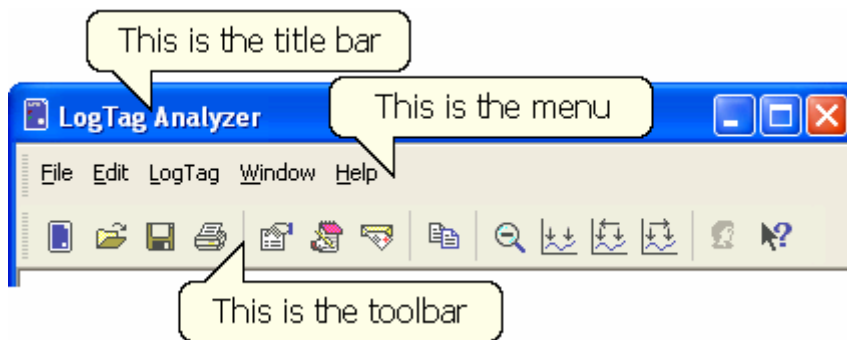 This is the title bar
LogTag Analyzer
This is the menu
File Edit LogTag Window Help
?
This is the toolbar